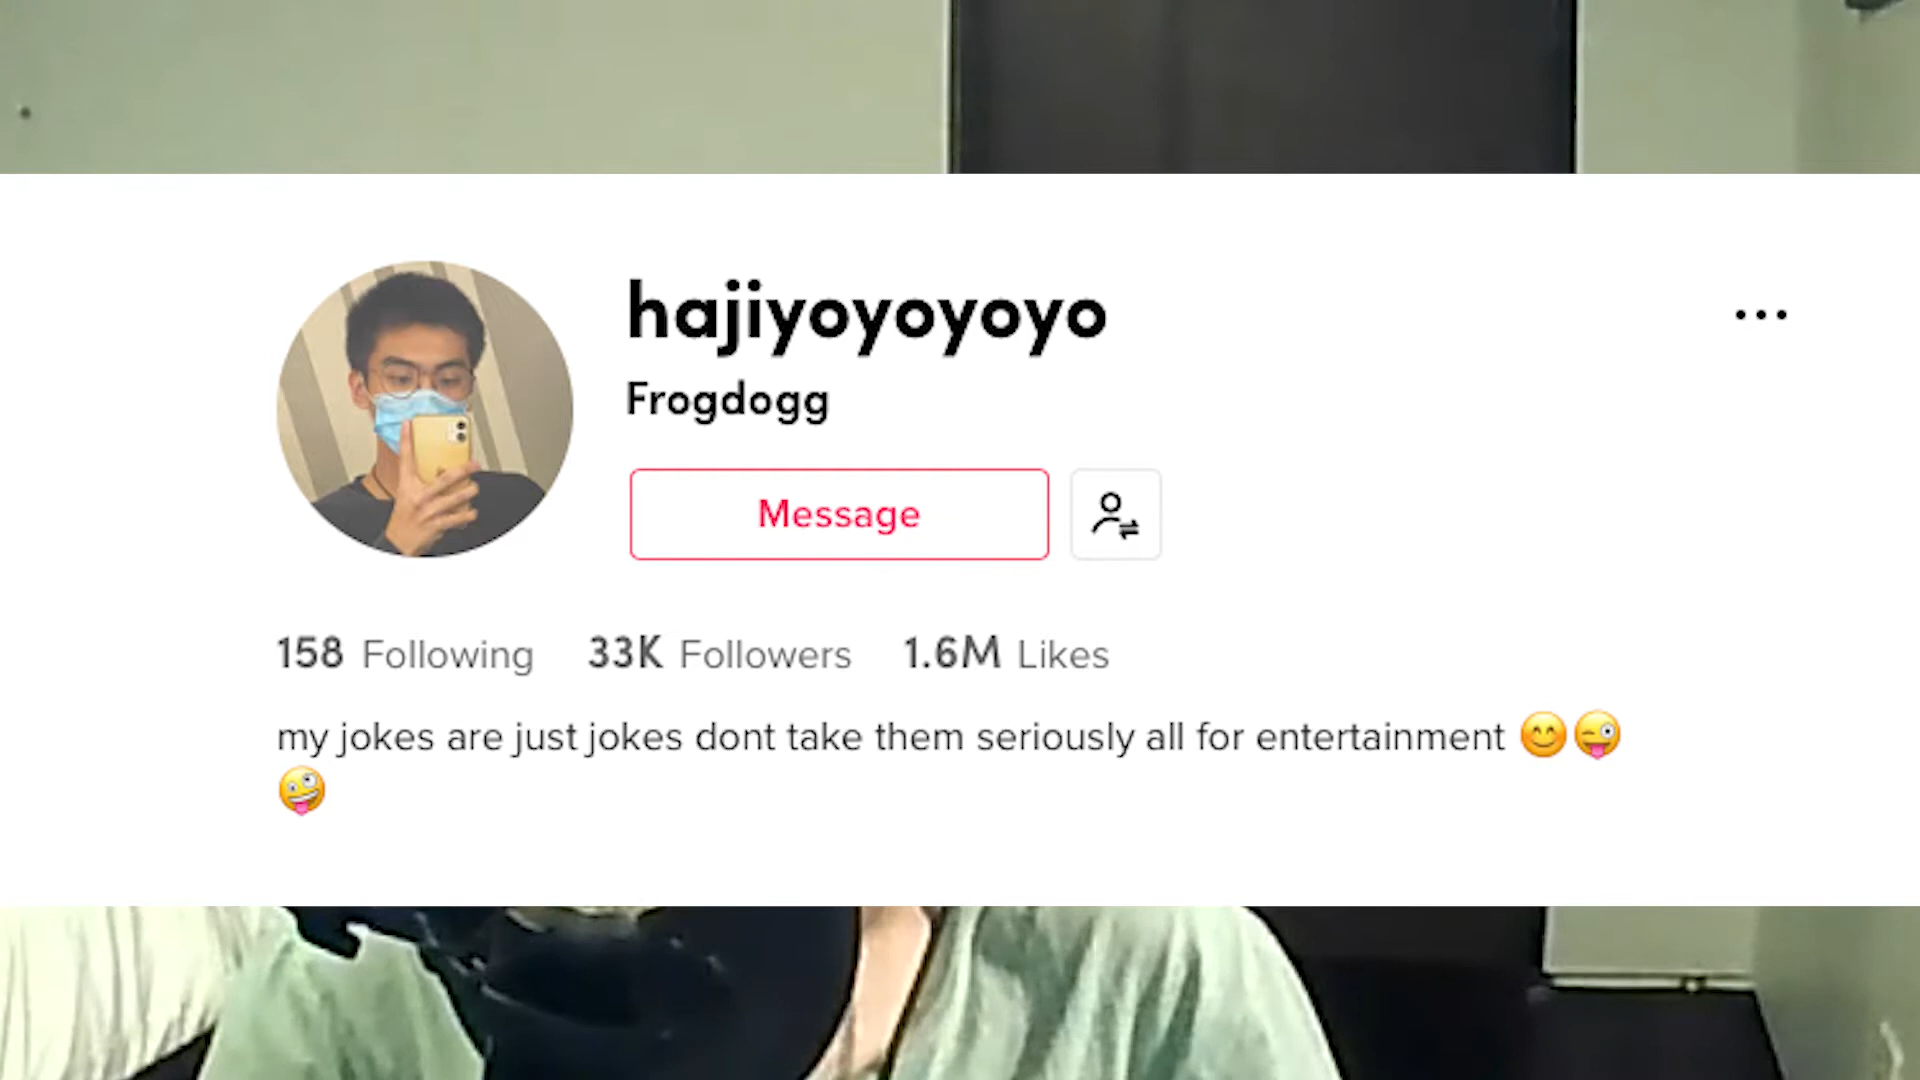 hajiyoyoyoyo
Frogdogg
Message
158 Following 33K Followers 1.6M Likes
my jokes are just jokes dont take them seriously all for entertainment 😊😜
🤪